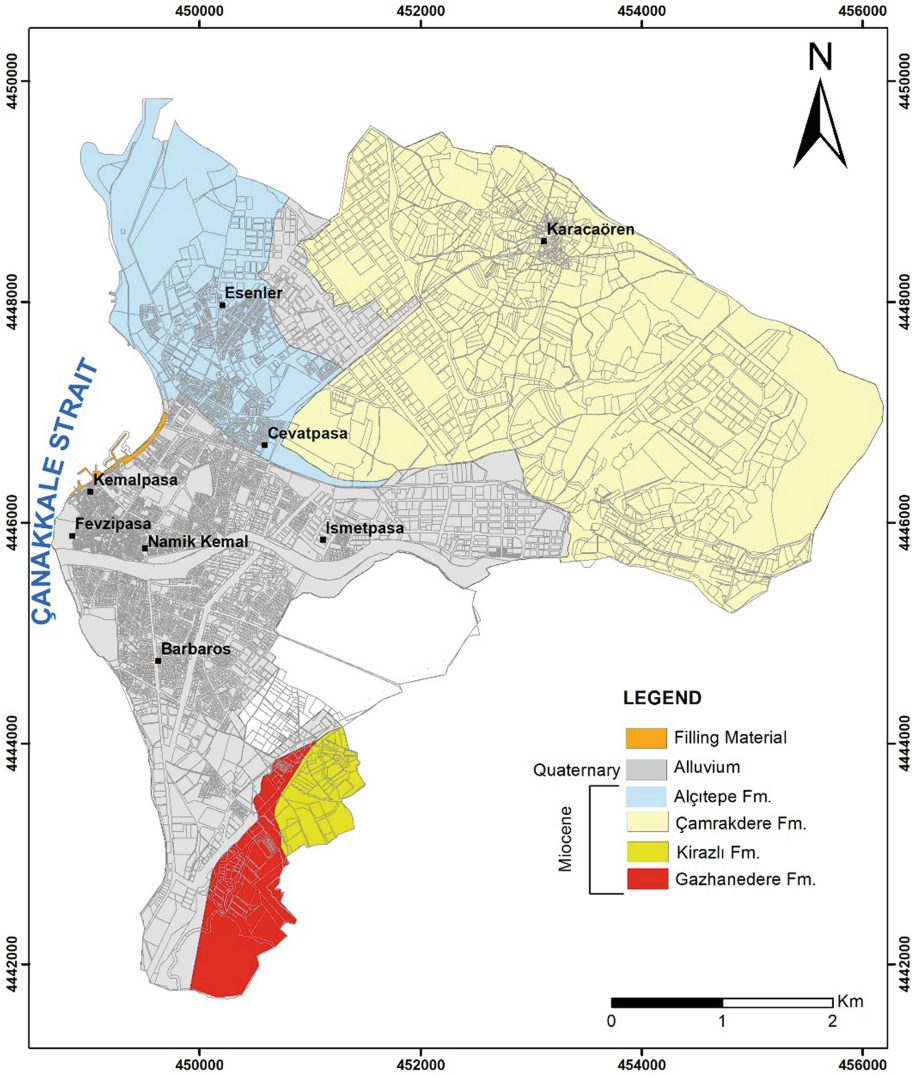 450000
452000
454000
456000
4450000
4450000
N
Karacaören
4448000
4448000
Esenler
ÇANAKKALE STRAIT
Cevatpasa
Kemalpasa
4446000
4446000
Fevzipasa
Namik Kemal
Ismetpasa
Barbaros
LEGEND
4444000
4444000
Filling Material
Quaternary
Alluvium
Miocene
Alçıtepe Fm.
Çamrakdere Fm.
Kirazlı Fm.
Gazhanedere Fm.
4442000
4442000
Km
0
1
2
450000
452000
454000
456000